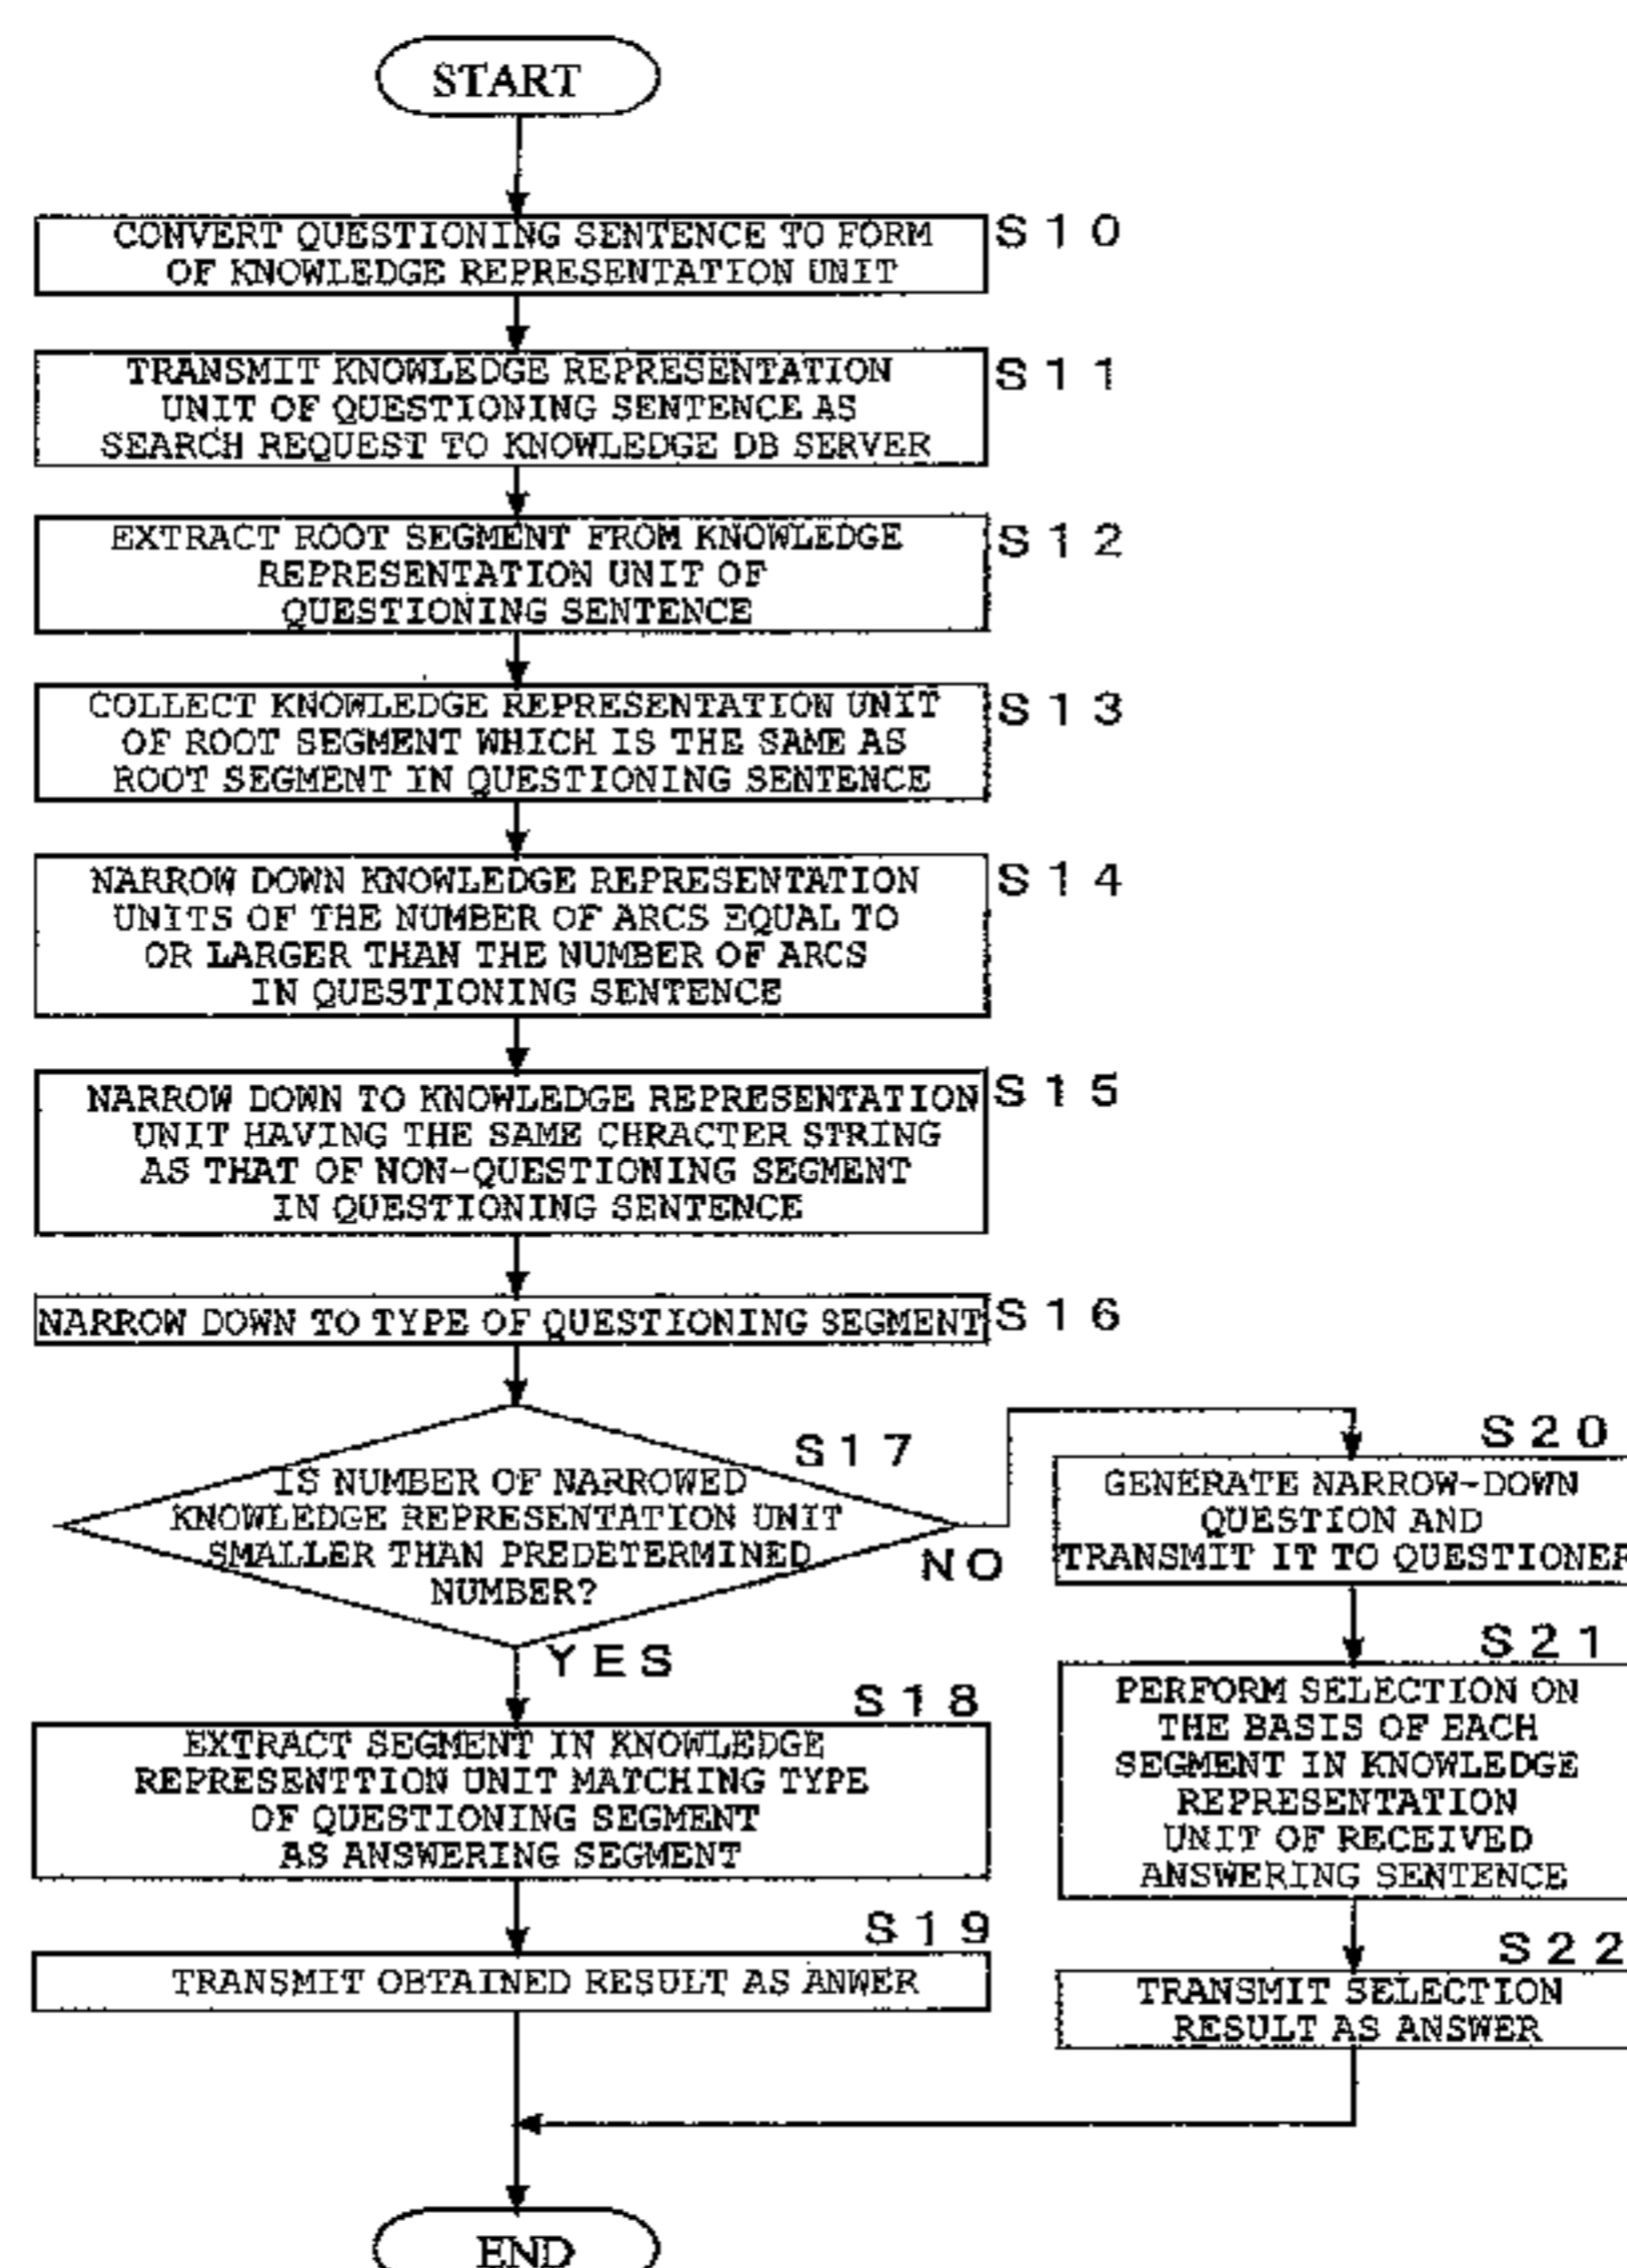 START
CONVERT QUESTIONING SENTENCE TO FORM
OF KNOWLEDGE REPRESENTATION UNIT
S10
TRANSMIT KNOWLEDGE REPRESENTATION
UNIT OF QUESTIONING SENTENCE AS
SEARCH REQUEST TO KNOWLEDGE DB SERVER
S11
EXTRACT ROOT SEGMENT FROM KNOWLEDGE
REPRESENTATION UNIT OF
QUESTIONING SENTENCE
S12
COLLECT KNOWLEDGE REPRESENTATION UNIT
OF ROOT SEGMENT WHICH IS THE SAME AS
ROOT SEGMENT IN QUESTIONING SENTENCE
S13
NARROW DOWN KNOWLEDGE REPRESENTATION
UNITS OF THE NUMBER OF ARCS EQUAL TO
OR LARGER THAN THE NUMBER OF ARCS
IN QUESTIONING SENTENCE
S14
NARROW DOWN TO KNOWLEDGE REPRESENTATION
UNIT HAVING THE SAME CHRACTER STRING
AS THAT OF NON-QUESTIONING SEGMENT
IN QUESTIONING SENTENCE
S15
NARROW DOWN TO TYPE OF QUESTIONING SEGMENT
S16
S17
IS NUMBER OF NARROWED
KNOWLEDGE REPRESENTATION UNIT
SMALLER THAN PREDETERMINED
NUMBER?
NO
YES
S18
EXTRACT SEGMENT IN KNOWLEDGE
REPRESENTTION UNIT MATCHING TYPE
OF QUESTIONING SEGMENT
AS ANSWERING SEGMENT
S19
TRANSMIT OBTAINED RESULT AS ANWER
S20
GENERATE NARROW-DOWN
QUESTION AND
TRANSMIT IT TO QUESTIONER
S21
PERFORM SELECTION ON
THE BASIS OF EACH
SEGMENT IN KNOWLEDGE
REPRESENTATION
UNIT OF RECEIVED
ANSWERING SENTENCE
S22
TRANSMIT SELECTION
RESULT AS ANSWER
END